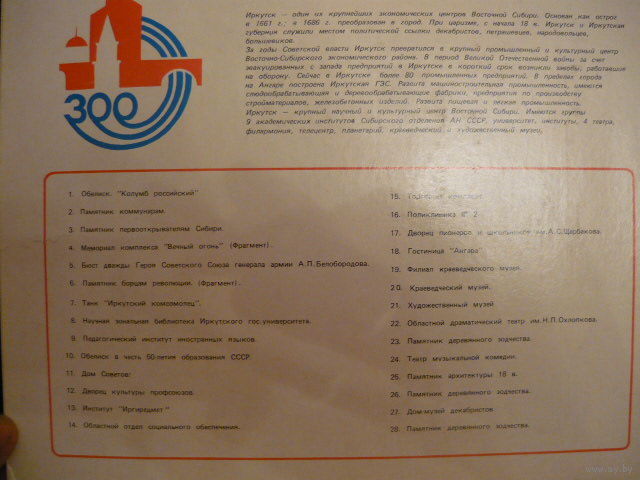 300
Иркутск — один их крупнейших экономических центров Восточной Сибири. Основан как острог
в 1661 г.; в 1686 г. преобразован в город. При царизме, с начала 18 в. Иркутск и Иркутская
губерния служили местом политической ссылки декабристов, петрашевцев, народовольцев,
большевиков.
За годы Советской власти Иркутск превратился в крупный промышленный и культурный центр
Восточно-Сибирского экономического района. В период Великой Отечественной войны за счет
эвакуированных с запада предприятий в Иркутске в короткий срок возникли заводы, работавшие
на оборону. Сейчас в Иркутске более 80 промышленных предприятий. В пределах города
на Ангаре построена Иркутская ГЭС. Развита машиностроительная промышленность, имеются
слюдообрабатывающая и деревообрабатывающие фабрики, предприятия по производству
стройматериалов, железобетонных изделий. Развита пищевая и легкая промышленность.
Иркутск — крупный научный и культурный центр Восточной Сибири. Имеются группы
9 академических институтов Сибирского отделения АН СССР, университет, институты, 4 театра,
филармония, телецентр, планетарий, краеведческий и художественный музеи.
1. Обелиск. "Колумб российский"
2. Памятник коммунарам.
3. Памятник первооткрывателям Сибири.
4. Мемориал комплекса "Вечный огонь" (Фрагмент).
5. Бюст дважды Героя Советского Союза генерала армии А.П.Белобородова.
6. Памятник борцам революции. (Фрагмент).
7. Танк "Иркутский комсомолец".
8. Научная зональная библиотека Иркутского гос.университета.
9. Педагогический институт иностранных языков.
10. Обелиск в честь 50-летия образования СССР.
11. Дом Советов.
12. Дворец культуры профсоюзов.
13. Институт "Иргиредмет"
14. Областной отдел социального обеспечения.
15. Торговый комплекс.
16. Поликлиника № 2
17. Дворец пионеров и школьников им.А.С.Щербакова.
18. Гостиница "Ангара".
19. Филиал краеведческого музея.
20. Краеведческий музей.
21. Художественный музей
22. Областной драматический театр им.Н.П.Охлопкова.
23. Памятник деревянного зодчества.
24. Театр музыкальной комедии.
25. Памятник архитектуры 18 в.
26. Памятник деревянного зодчества.
27. Дом-музей декабристов
28. Памятник деревянного зодчества.